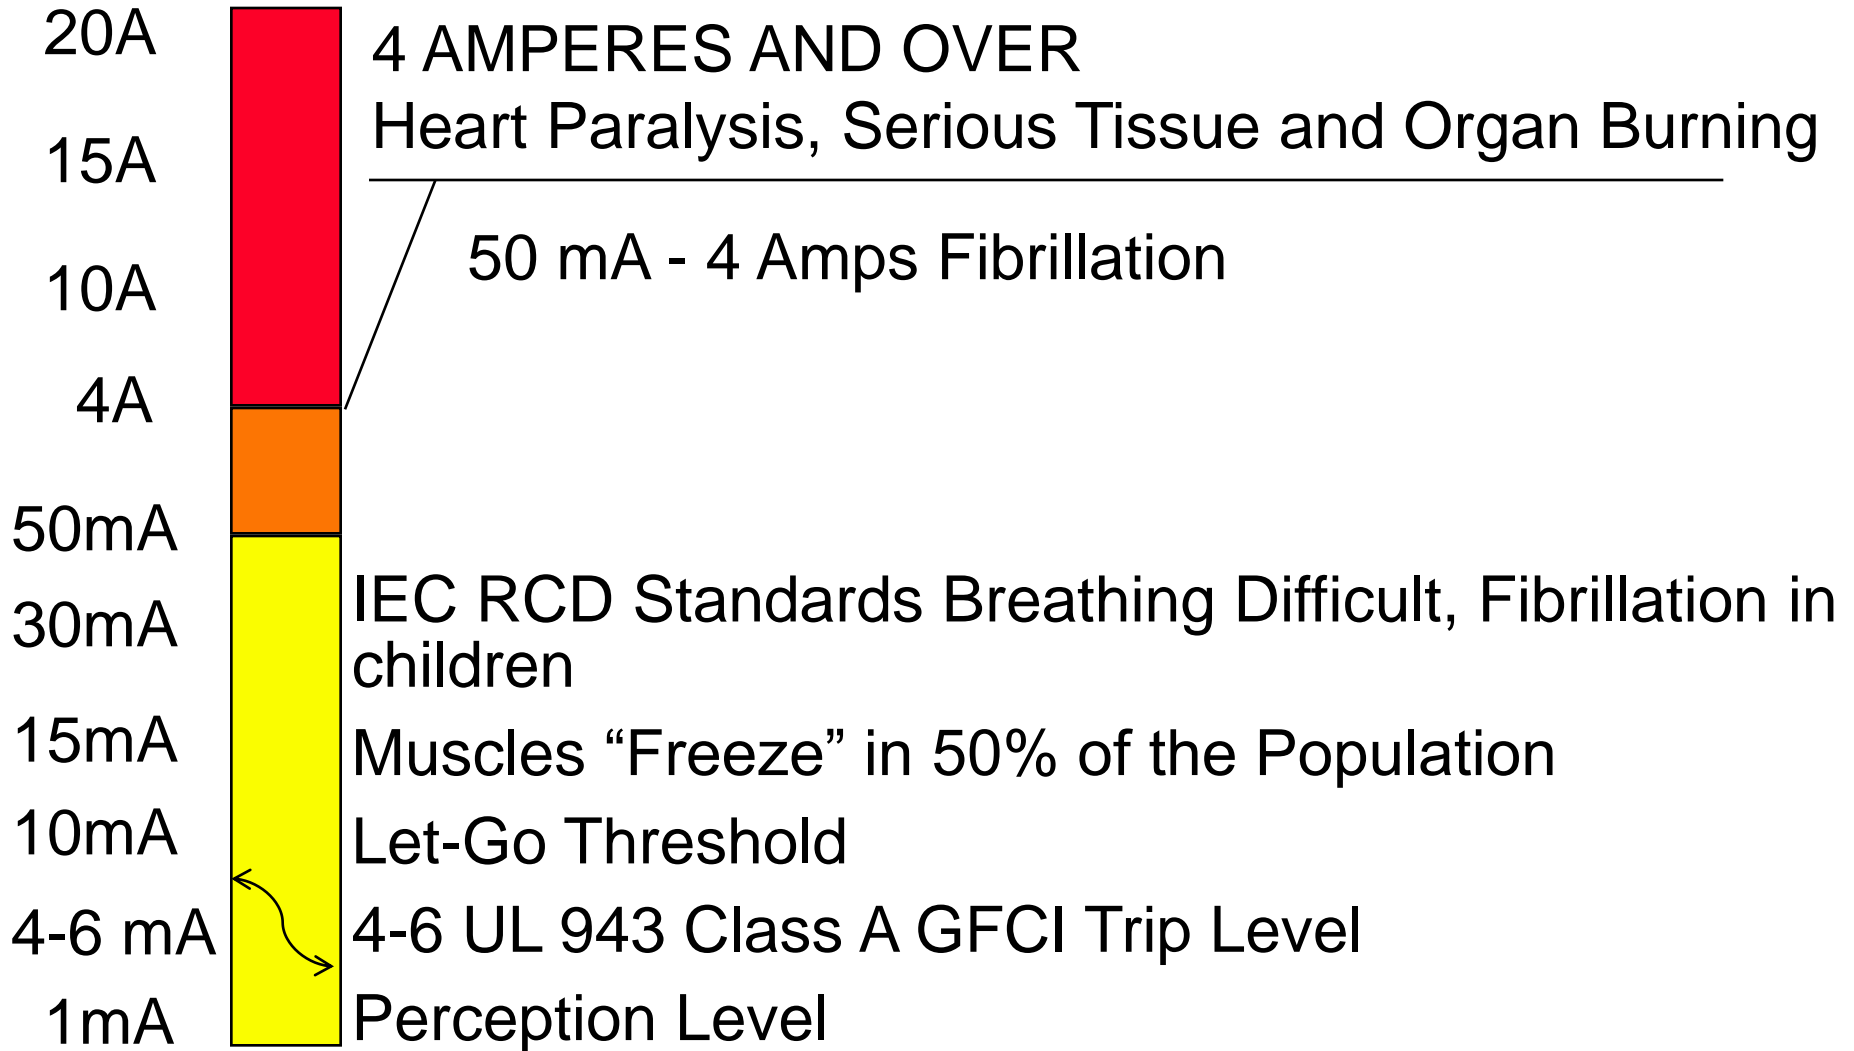 20A
4 AMPERES AND OVER
Heart Paralysis, Serious Tissue and Organ Burning
15A
50 mA - 4 Amps Fibrillation
10A
4A
50mA
30mA
IEC RCD Standards Breathing Difficult, Fibrillation in
children
15mA
Muscles “Freeze” in 50% of the Population
10mA
Let-Go Threshold
4-6 mA
4-6 UL 943 Class A GFCI Trip Level
1mA
Perception Level